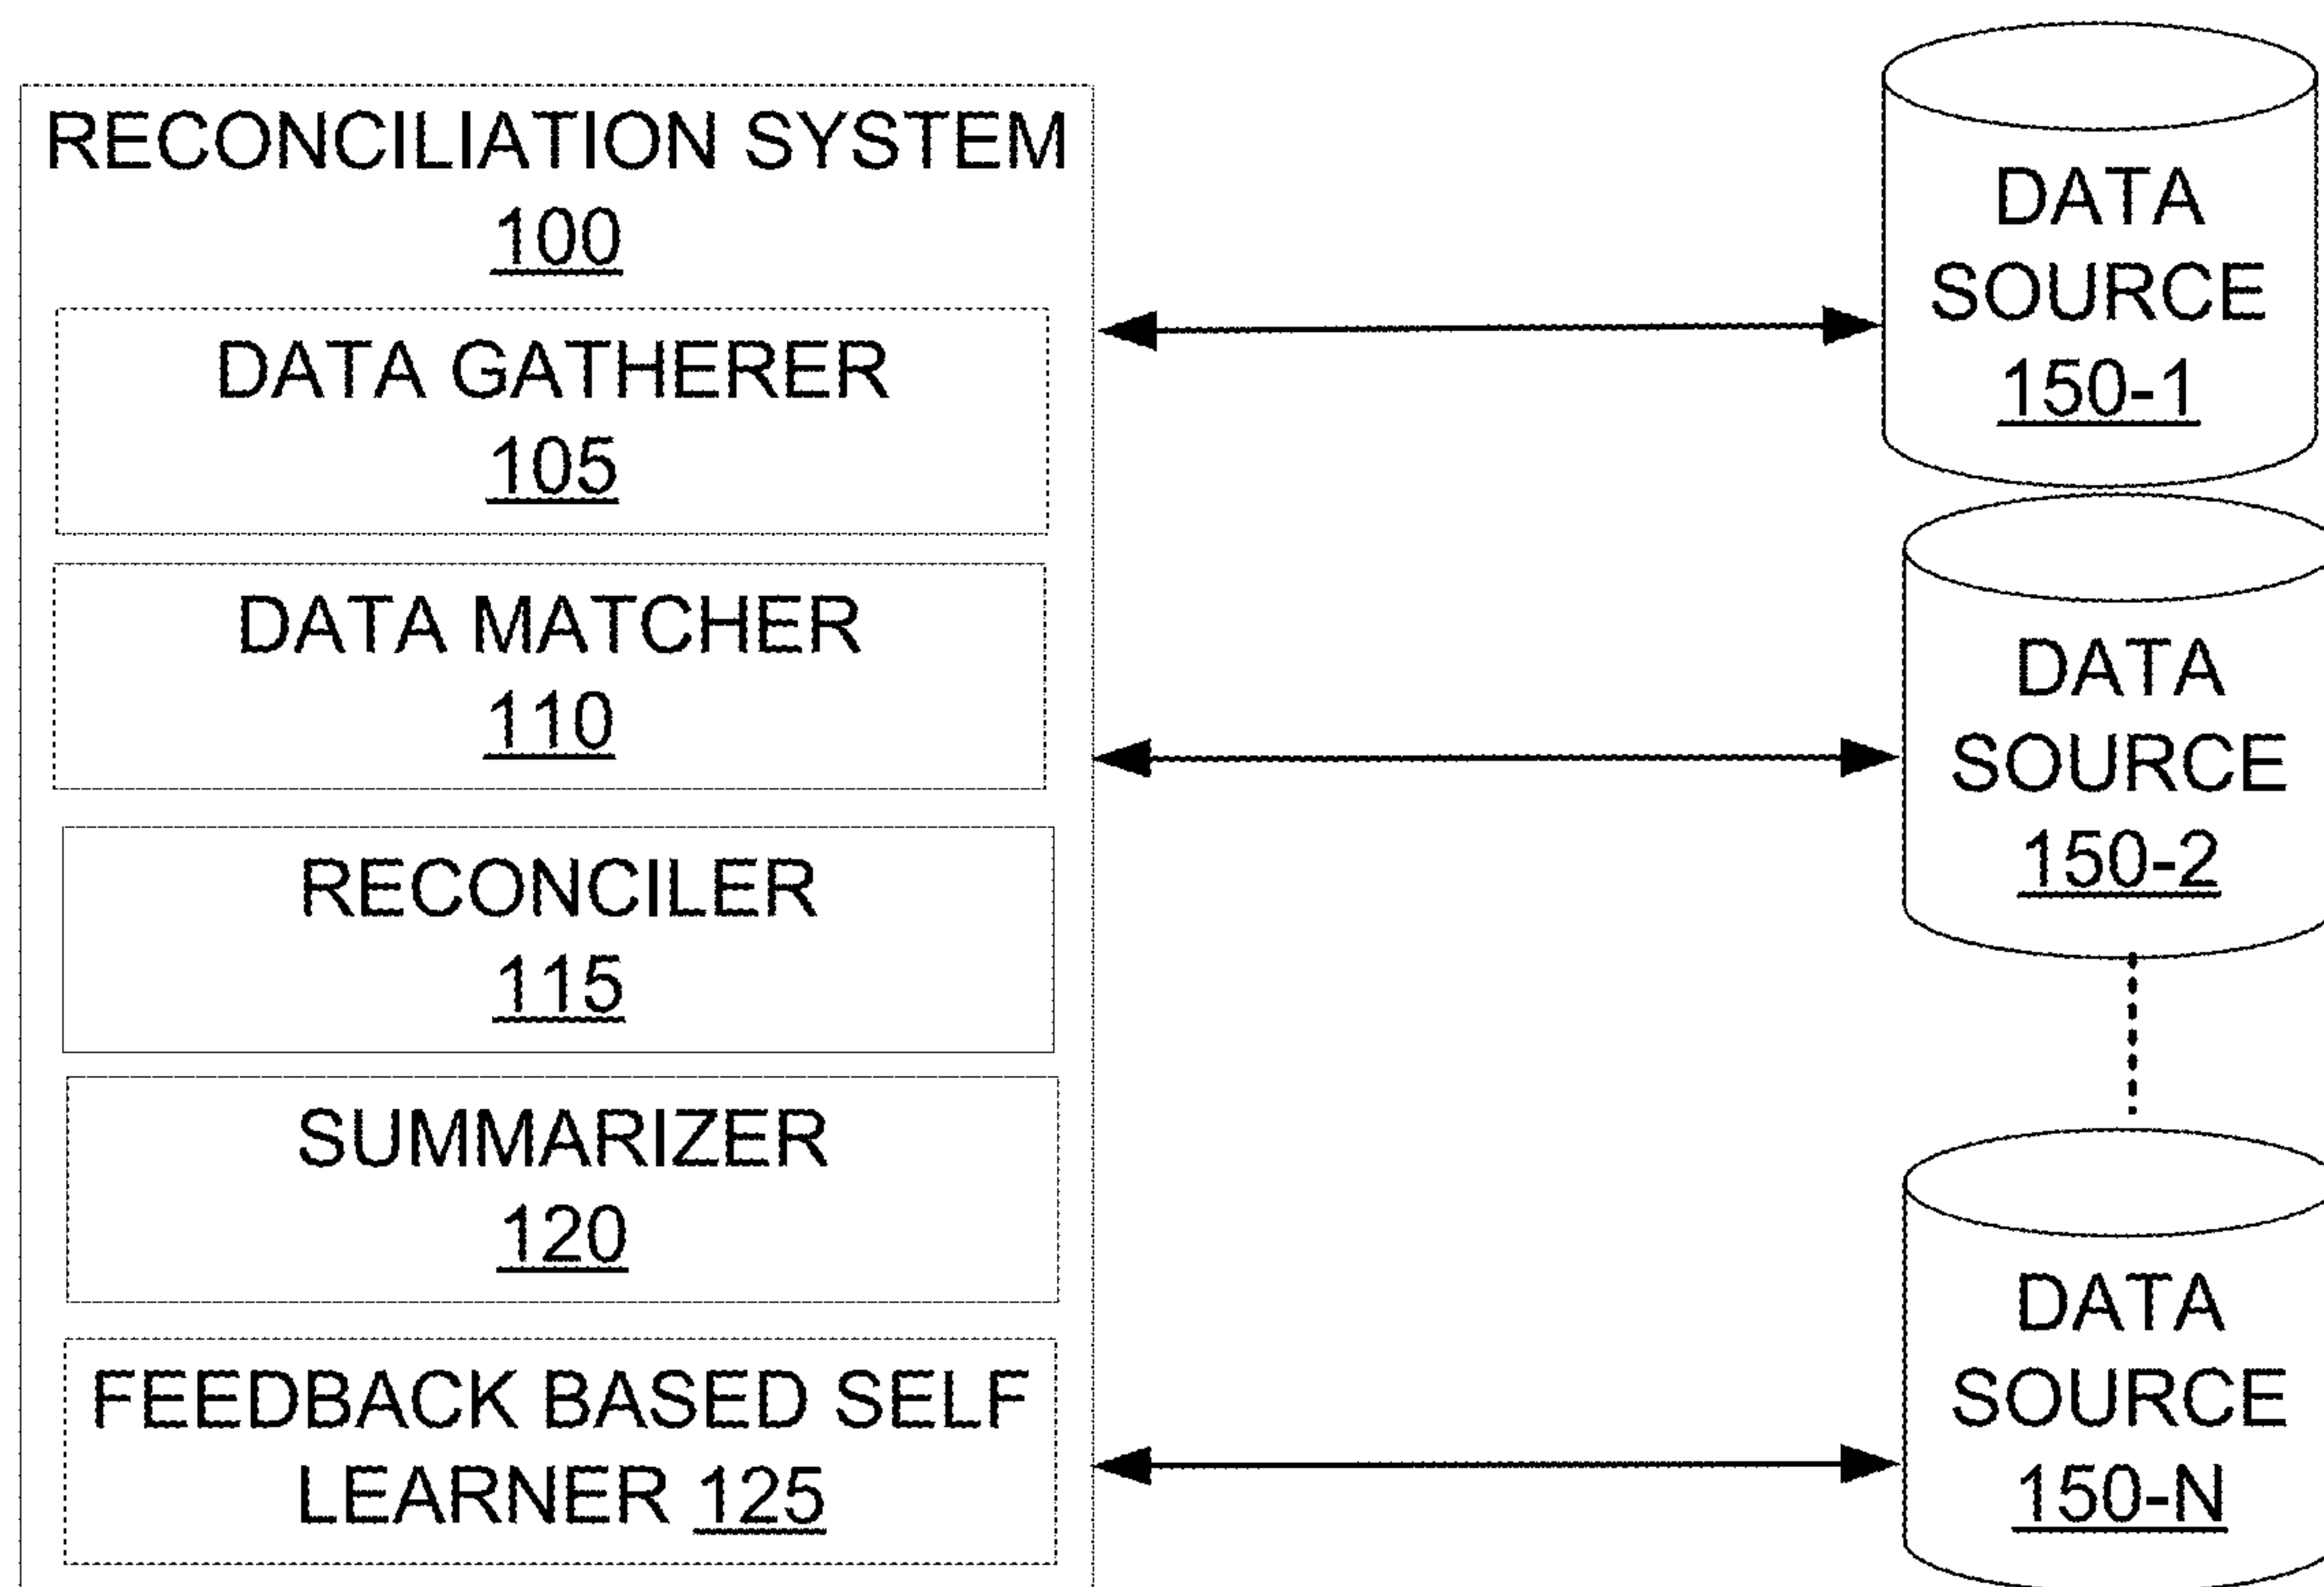 RECONCILIATION SYSTEM
100
DATA GATHERER
105
DATA MATCHER
110
RECONCILER
115
SUMMARIZER
120
FEEDBACK BASED SELF
LEARNER 125
DATA
SOURCE
150-1
DATA
SOURCE
150-2
DATA
SOURCE
150-N